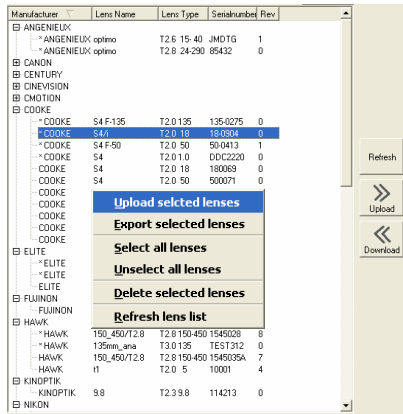 Manufacturer Lens Name Lens Type Serialnumber Rev
ANGENIEUX
* ANGENIEUX optimo T2.6 15- 40 JMDTG 1
* ANGENIEUX optimo T2.8 24-290 85432 0
CANON
CENTURY
CINEVISION
CMOTION
COOKE
* COOKE S4 F-135 T2.0 135 135-0275 0
* COOKE S4/i T2.0 18 18-0904 0
* COOKE S4 F-50 T2.0 50 50-0413 1
* COOKE S4 T2.0 1.0 DDC2220 0
COOKE S4 T2.0 18 180069 0
COOKE S4 T2.0 50 500071 0
COOKE
COOKE
COOKE
COOKE
COOKE
ELITE
* ELITE
* ELITE
ELITE
FUJINON
FUJINON
HAWK
* HAWK 150_450/T2.8 T2.8 150-450 1545028 8
* HAWK 135mm_ana T3.0 135 TEST312 0
HAWK 150_450/T2.8 T2.8 150-450 1545035A 7
HAWK t1 T2.0 5 10001 4
KINOPTIK
KINOPTIK 9.8 T2.3 9.8 114213 0
NIKON
Upload selcted lenses
Export selected lenses
Select all lenses
Unselect all lenses
Delete selected lenses
Refresh lens list
Refresh
Upload
Download